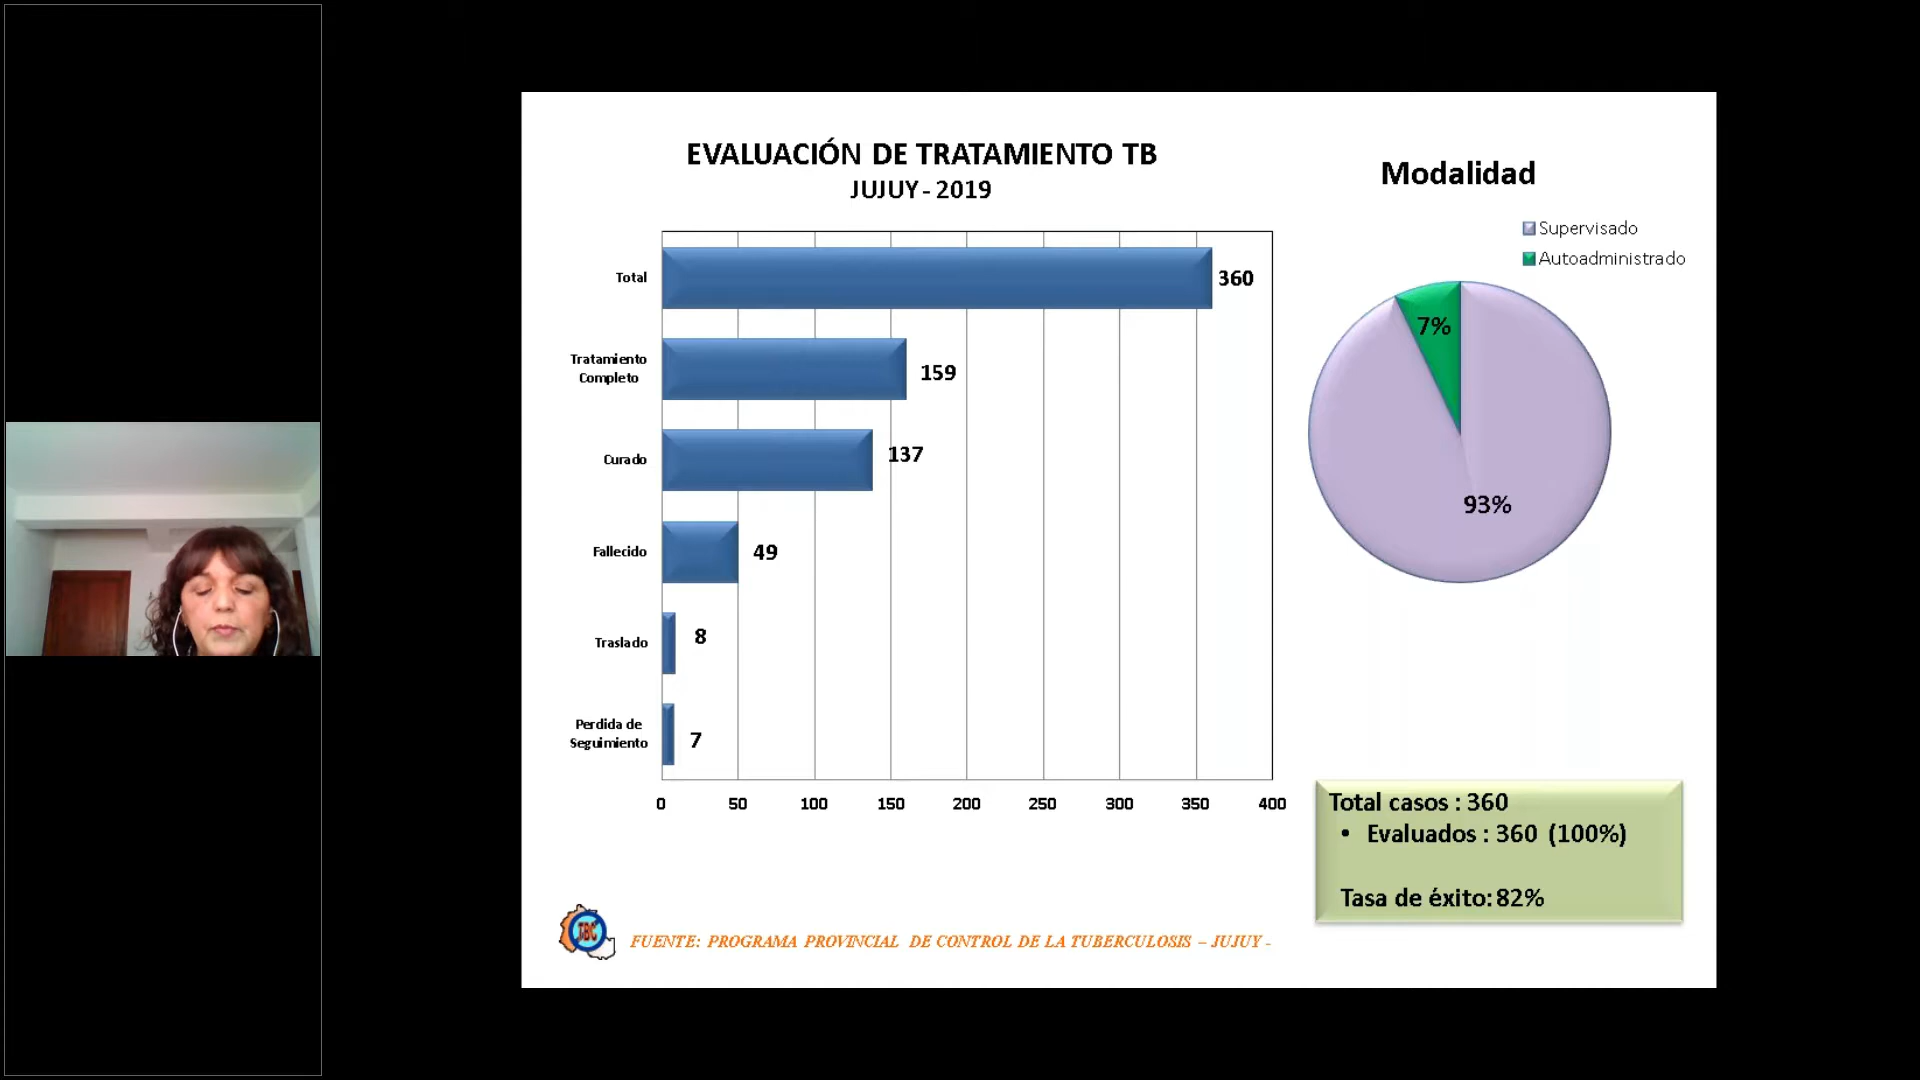 EVALUACIÓN DE TRATAMIENTO TB
JUJUY - 2019
Total
360
Tratamiento
Completo
159
Curado
137
Fallecido
49
Traslado
8
Perdida de
Seguimiento
7
0 50 100 150 200 250 300 350 400
Modalidad
Supervisado
Autoadministrado
7%
93%
Total casos : 360
• Evaluados : 360 (100%)
Tasa de éxito: 82%
TBC
FUENTE: PROGRAMA PROVINCIAL DE CONTROL DE LA TUBERCULOSIS – JUJUY -